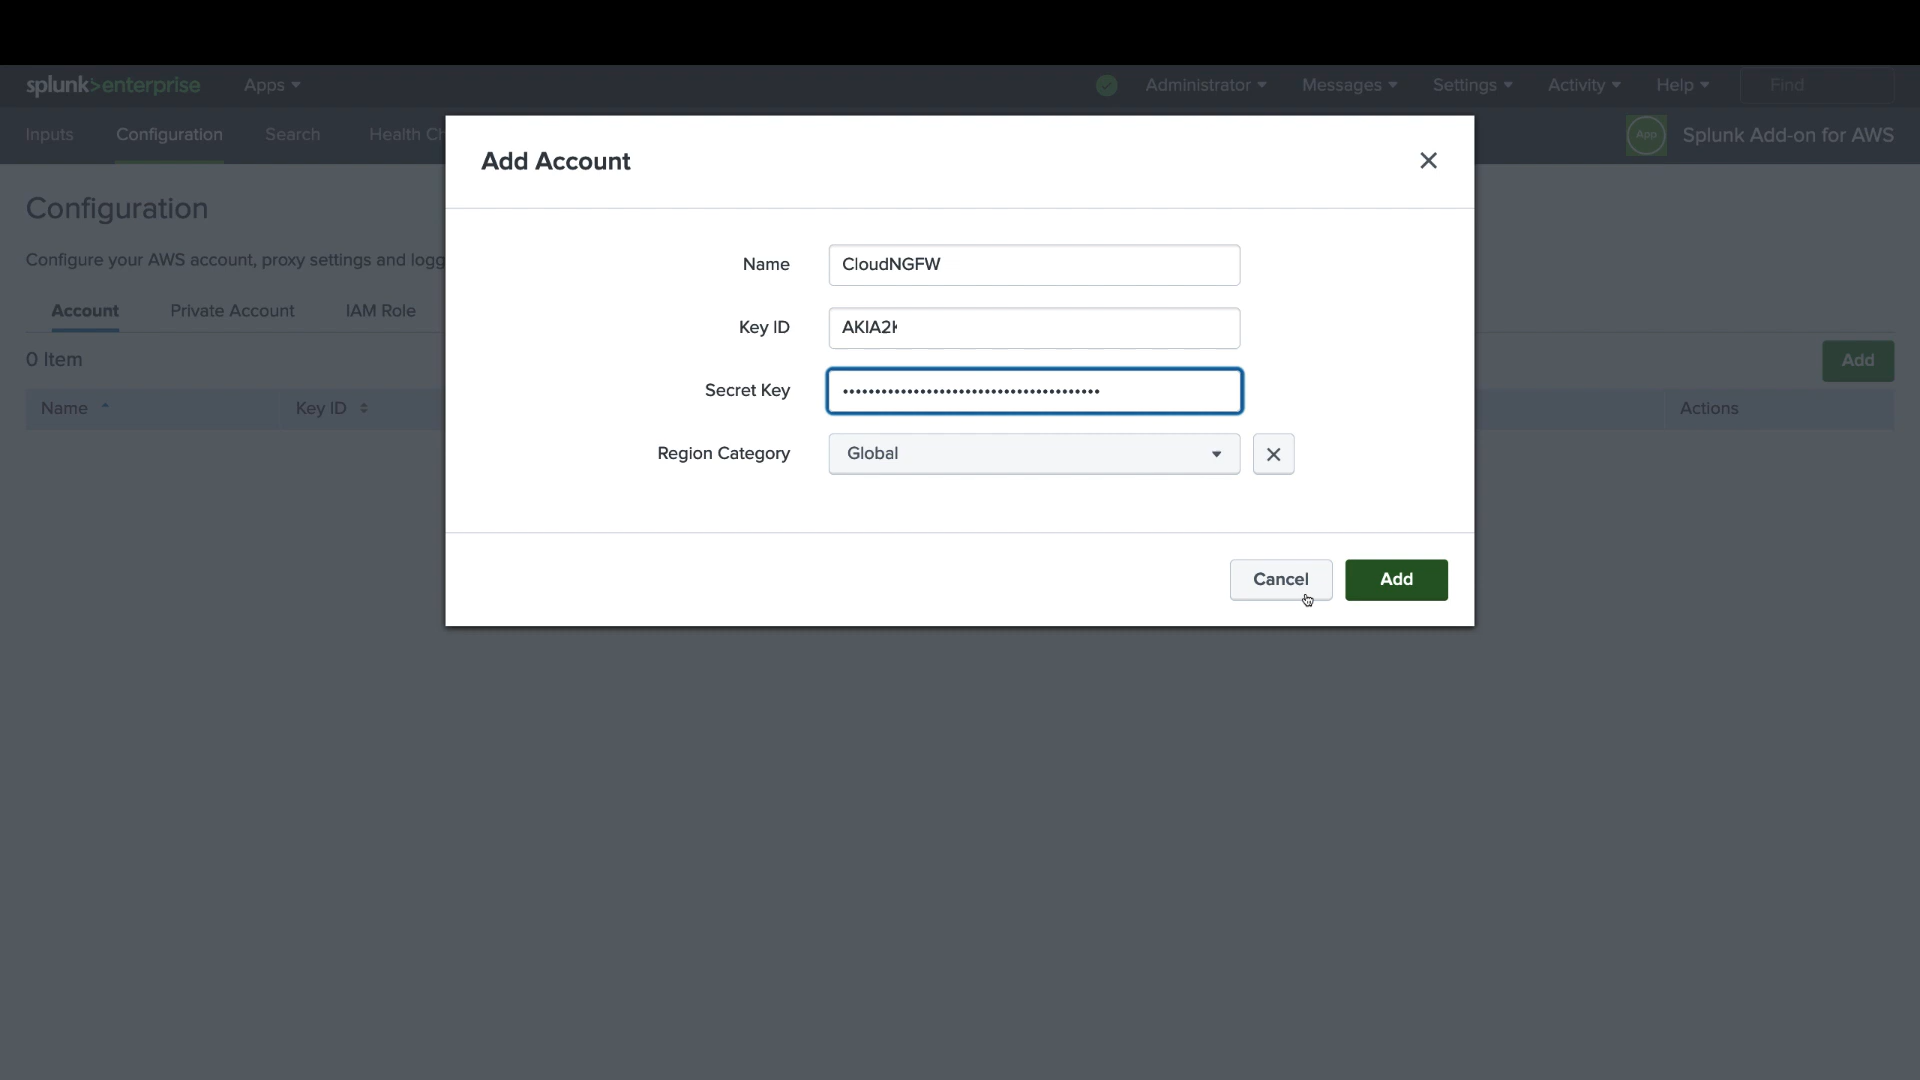 splunk>enterprise Apps Administrator Messages Settings Activity Help Find
Inputs Configuration Search Health App Splunk Add-on for AWS
Add Account
Configuration
Name CloudNGFW
Configure your AWS account, proxy settings and logg
Account Private Account IAM Role
Key ID AKIA2
0 Item Add
Secret Key ••••••••••••••••••••••••••••••••••••••••
Name Key ID Actions
Region Category Global
Cancel Add